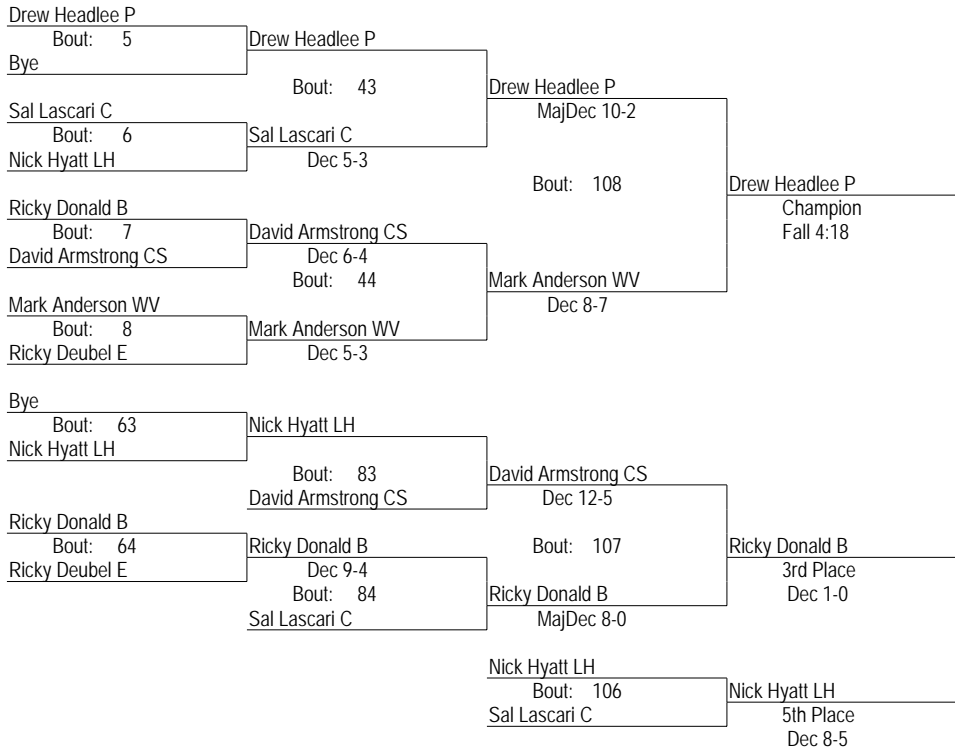 Drew Headlee P
Bout: 5
Drew Headlee P
Bye
Bout: 43
Drew Headlee P
Sal Lascari C
MajDec 10-2
Bout: 6
Sal Lascari C
Nick Hyatt LH
Dec 5-3
Bout: 108
Drew Headlee P
Ricky Donald B
Champion
Bout: 7
David Armstrong CS
Fall 4:18
David Armstrong CS
Dec 6-4
Bout: 44
Mark Anderson WV
Mark Anderson WV
Dec 8-7
Bout: 8
Mark Anderson WV
Ricky Deubel E
Dec 5-3
Bye
Bout: 63
Nick Hyatt LH
Nick Hyatt LH
Bout: 83
David Armstrong CS
David Armstrong CS
Dec 12-5
Ricky Donald B
Bout: 64
Ricky Donald B
Bout: 107
Ricky Donald B
Ricky Deubel E
Dec 9-4
3rd Place
Bout: 84
Ricky Donald B
Dec 1-0
Sal Lascari C
MajDec 8-0
Nick Hyatt LH
Bout: 106
Nick Hyatt LH
Sal Lascari C
5th Place
Dec 8-5